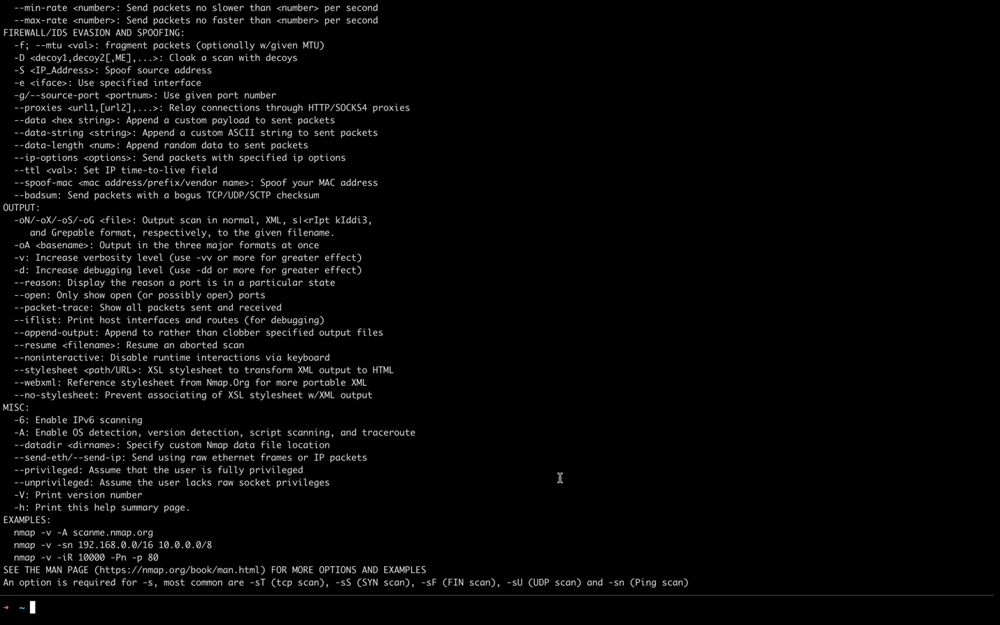 --min-rate <number>: Send packets no slower than <number> per second
--max-rate <number>: Send packets no faster than <number> per second
FIREWALL/IDS EVASION AND SPOOFING:
-f; --mtu <val>: fragment packets (optionally w/given MTU)
-D <decoy1,decoy2[,ME],...>: Cloak a scan with decoys
-S <IP_Address>: Spoof source address
-e <iface>: Use specified interface
-g/--source-port <portnum>: Use given port number
--proxies <url1,[url2],...>: Relay connections through HTTP/SOCKS4 proxies
--data <hex string>: Append a custom payload to sent packets
--data-string <string>: Append a custom ASCII string to sent packets
--data-length <num>: Append random data to sent packets
--ip-options <options>: Send packets with specified ip options
--ttl <val>: Set IP time-to-live field
--spoof-mac <mac address/prefix/vendor name>: Spoof your MAC address
--badsum: Send packets with a bogus TCP/UDP/SCTP checksum
OUTPUT:
-oN/-oX/-oS/-oG <file>: Output scan in normal, XML, s|<rIpt kIddi3,
and Grepable format, respectively, to the given filename.
-oA <basename>: Output in the three major formats at once
-v: Increase verbosity level (use -vv or more for greater effect)
-d: Increase debugging level (use -dd or more for greater effect)
--reason: Display the reason a port is in a particular state
--open: Only show open (or possibly open) ports
--packet-trace: Show all packets sent and received
--iflist: Print host interfaces and routes (for debugging)
--append-output: Append to rather than clobber specified output files
--resume <filename>: Resume an aborted scan
--noninteractive: Disable runtime interactions via keyboard
--stylesheet <path/URL>: XSL stylesheet to transform XML output to HTML
--webxml: Reference stylesheet from Nmap.Org for more portable XML
--no-stylesheet: Prevent associating of XSL stylesheet w/XML output
MISC:
-6: Enable IPv6 scanning
-A: Enable OS detection, version detection, script scanning, and traceroute
--datadir <dirname>: Specify custom Nmap data file location
--send-eth/--send-ip: Send using raw ethernet frames or IP packets
--privileged: Assume that the user is fully privileged
--unprivileged: Assume the user lacks raw socket privileges
-V: Print version number
-h: Print this help summary page.
EXAMPLES:
nmap -v -A scanme.nmap.org
nmap -v -sn 192.168.0.0/16 10.0.0.0/8
nmap -v -iR 10000 -Pn -p 80
SEE THE MAN PAGE (https://nmap.org/book/man.html) FOR MORE OPTIONS AND EXAMPLES
An option is required for -s, most common are -sT (tcp scan), -sS (SYN scan), -sF (FIN scan), -sU (UDP scan) and -sn (Ping scan)
→ ~